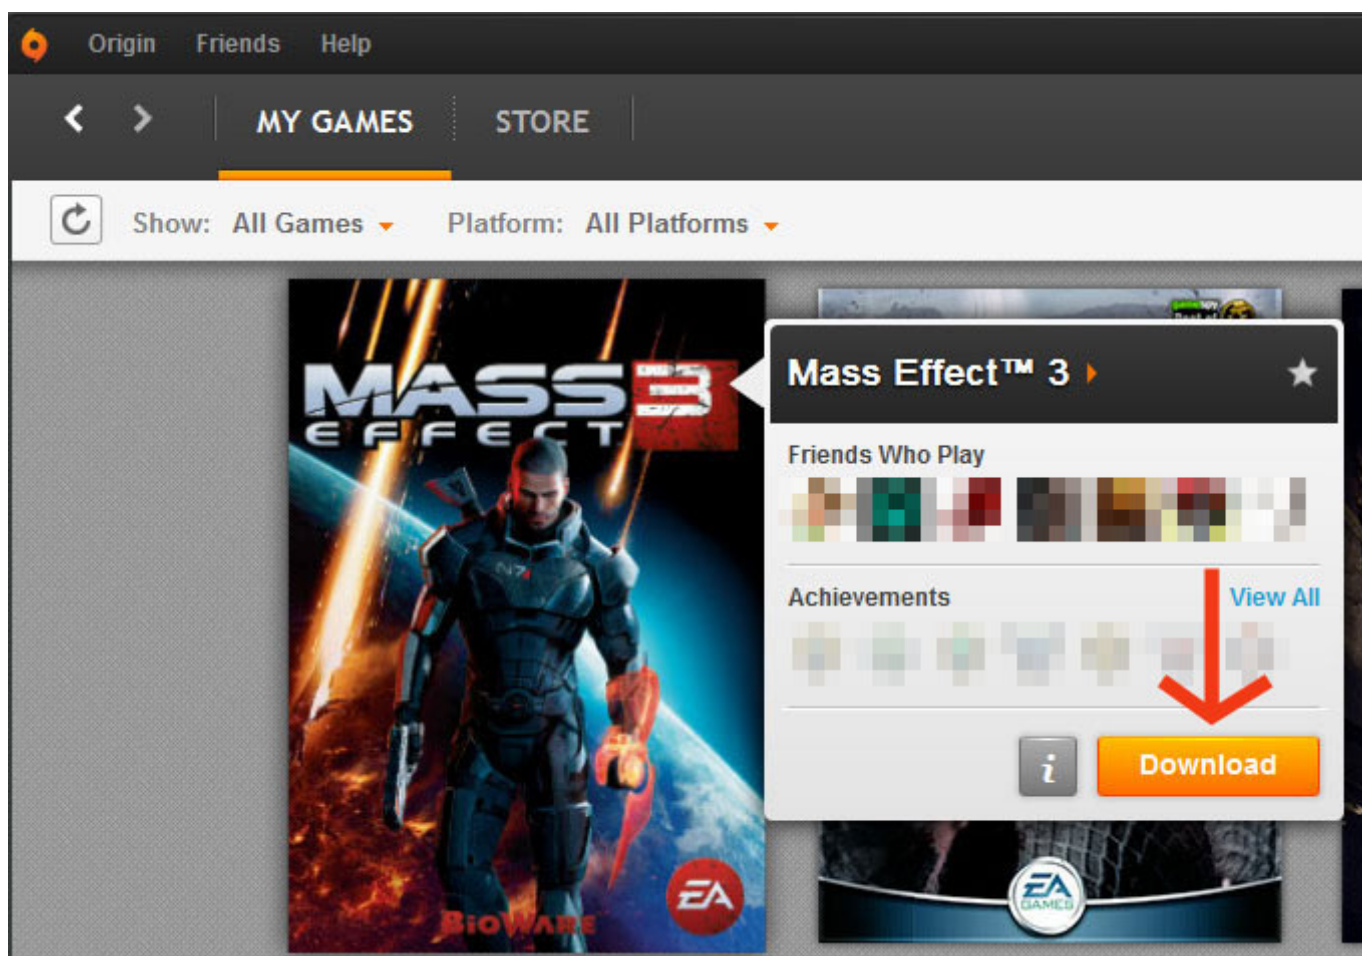 Origin Friends Help
MY GAMES STORE
Show: All Games Platform: All Platforms
MASS 3
EFFECT
N7
BIOWARE
EA
Mass Effect™ 3
Friends Who Play
Achievements View All
i Download
EA
GAMES